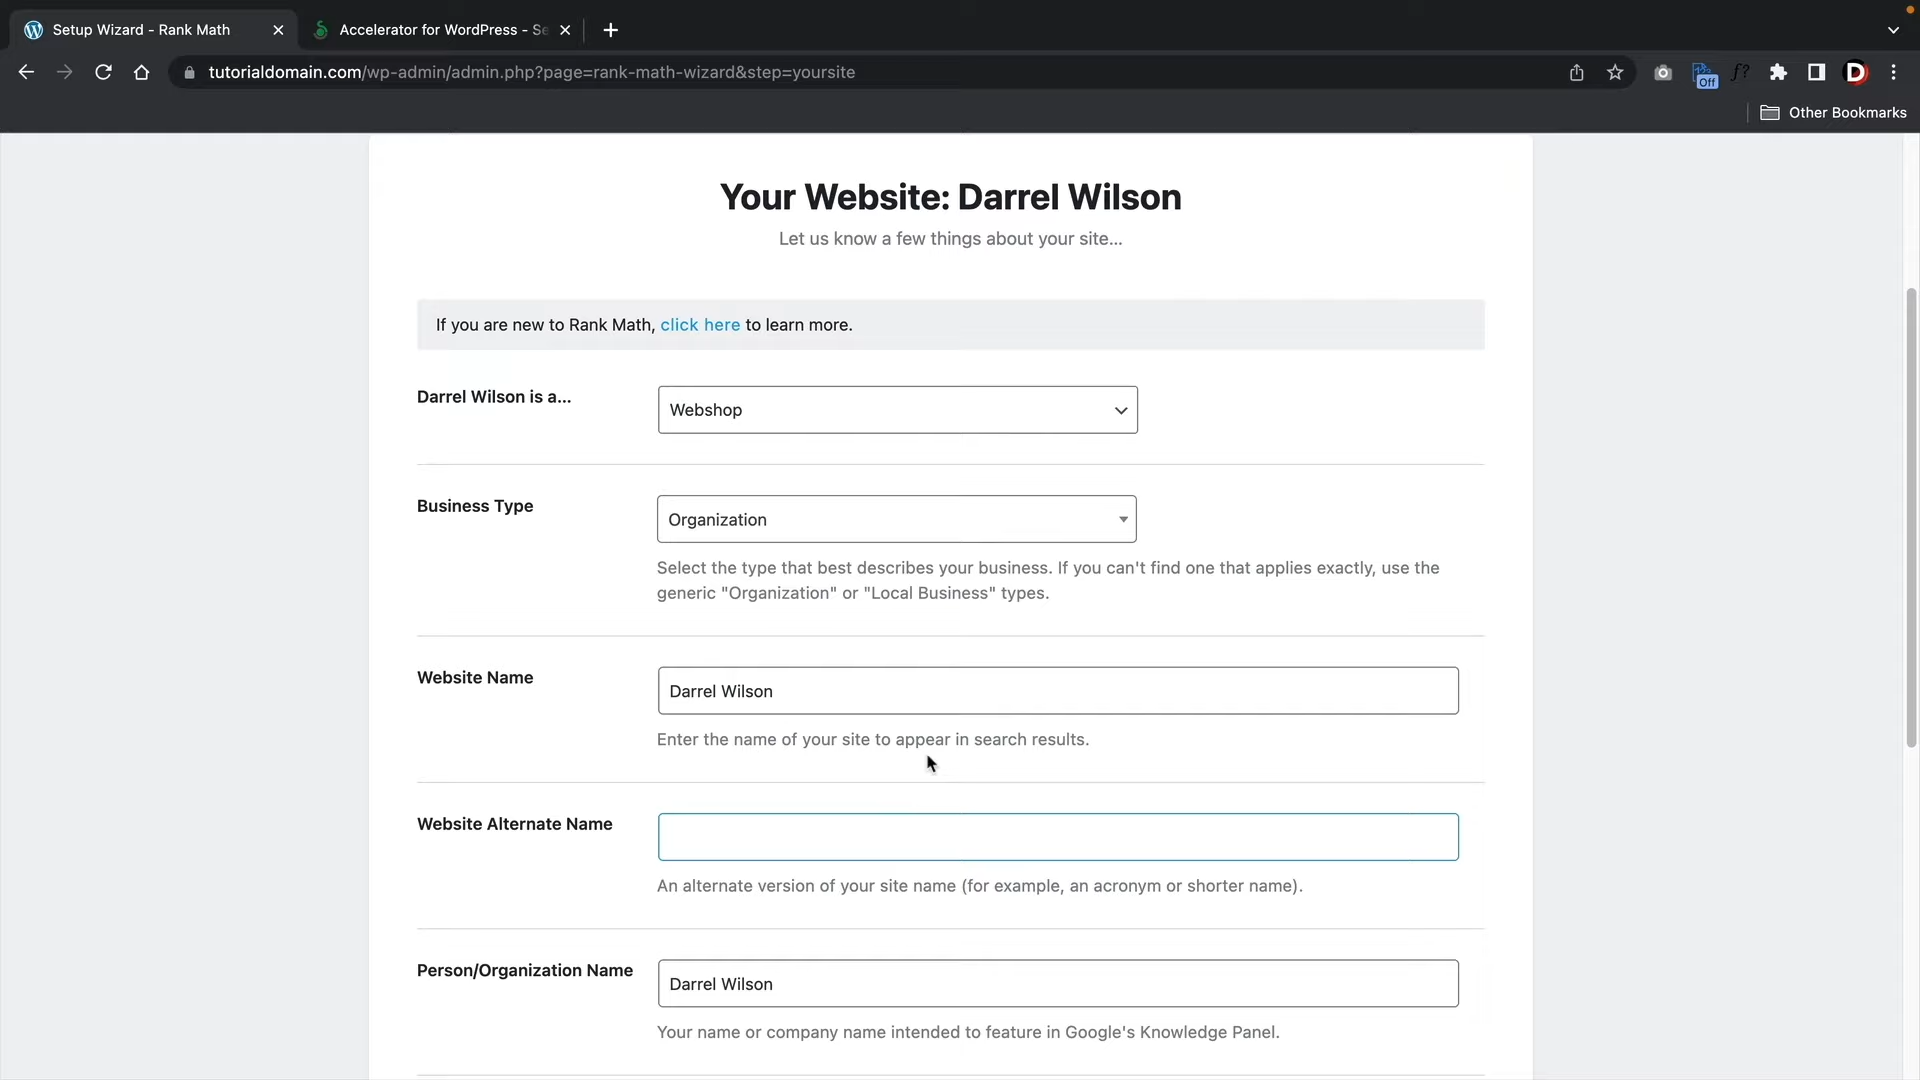 Setup Wizard - Rank Math
Accelerator for WordPress - Se
tutorialdomain.com/wp-admin/admin.php?page=rank-math-wizard&step=yoursite
Off
f?
D
Other Bookmarks
Your Website: Darrel Wilson
Let us know a few things about your site...
If you are new to Rank Math, click here to learn more.
Darrel Wilson is a...
Webshop
Business Type
Organization
Select the type that best describes your business. If you can't find one that applies exactly, use the
generic "Organization" or "Local Business" types.
Website Name
Darrel Wilson
Enter the name of your site to appear in search results.
Website Alternate Name
An alternate version of your site name (for example, an acronym or shorter name).
Person/Organization Name
Darrel Wilson
Your name or company name intended to feature in Google's Knowledge Panel.